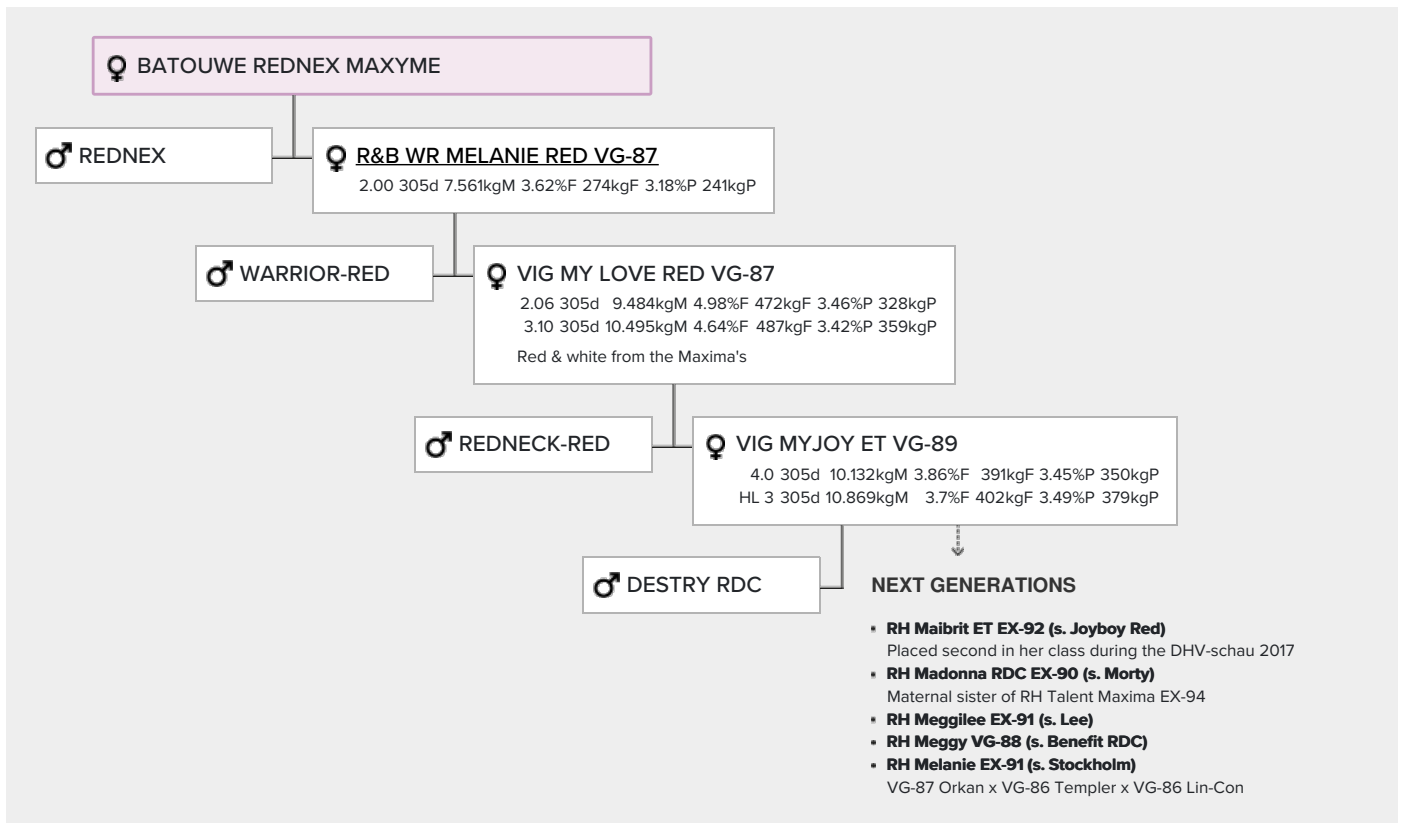 BATOUWE REDNEX MAXYME
REDNEX
R&B WR MELANIE RED VG-87
2.00 305d 7.561kgM 3.62%F 274kgF 3.18%P 241kgP
WARRIOR-RED
VIG MY LOVE RED VG-87
2.06 305d 9.484kgM 4.98%F 472kgF 3.46%P 328kgP
3.10 305d 10.495kgM 4.64%F 487kgF 3.42%P 359kgP
Red & white from the Maxima's
REDNECK-RED
VIG MYJOY ET VG-89
4.0 305d 10.132kgM 3.86%F 391kgF 3.45%P 350kgP
HL 3 305d 10.869kgM 3.7%F 402kgF 3.49%P 379kgP
DESTRY RDC
NEXT GENERATIONS
RH Maibrit ET EX-92 (s. Joyboy Red)
Placed second in her class during the DHV-schau 2017
RH Madonna RDC EX-90 (s. Morty)
Maternal sister of RH Talent Maxima EX-94
RH Meggilee EX-91 (s. Lee)
RH Meggy VG-88 (s. Benefit RDC)
RH Melanie EX-91 (s. Stockholm)
VG-87 Orkan x VG-86 Templer x VG-86 Lin-Con